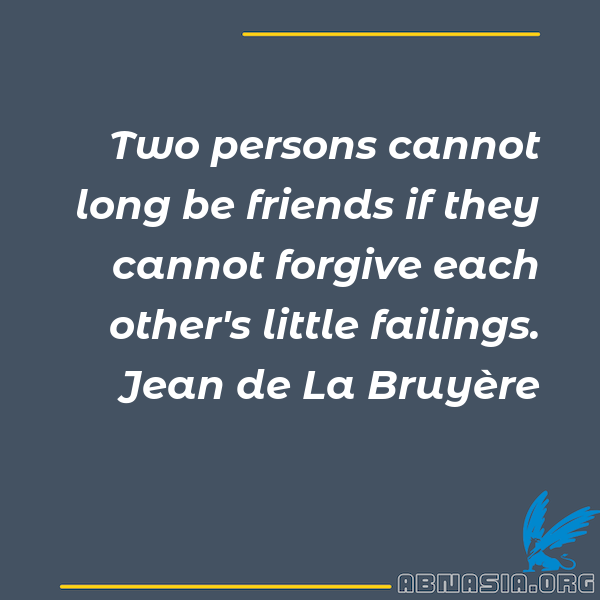 Two persons cannot
long be friends if they
cannot forgive each
other's little failings.
Jean de La Bruyère
ABNASIA.ORG